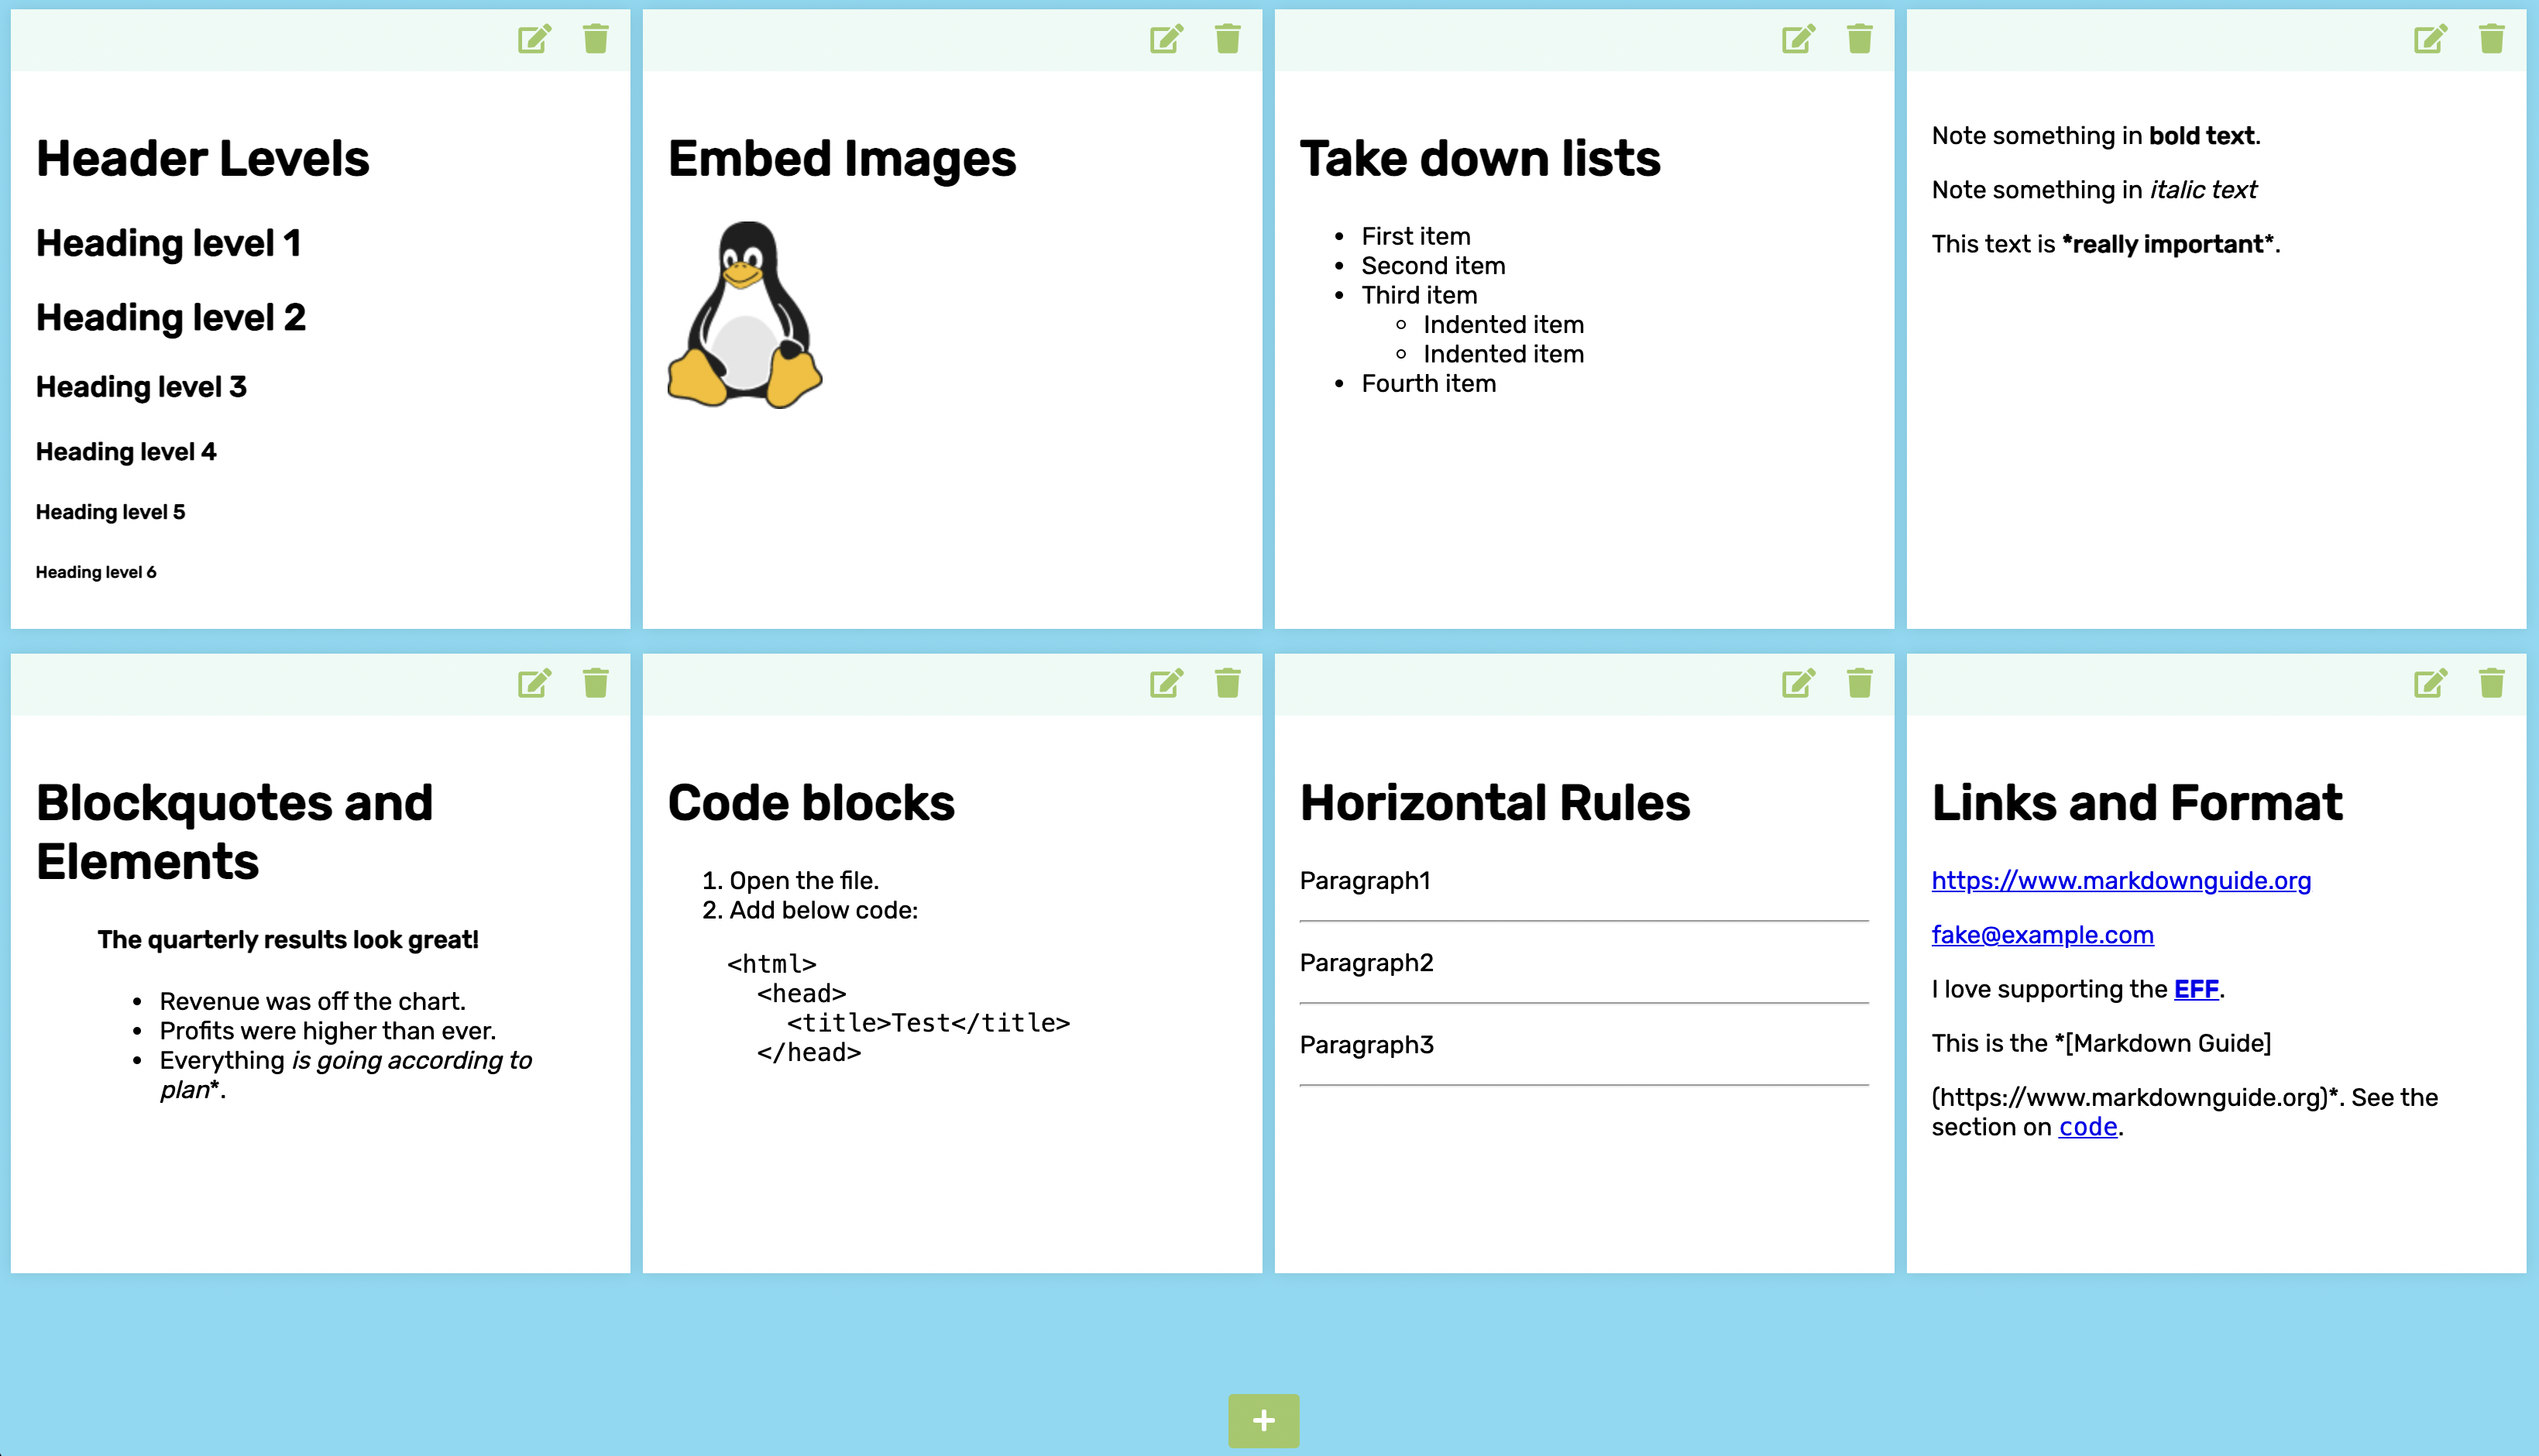 Header Levels
Heading level 1
Heading level 2
Heading level 3
Heading level 4
Heading level 5
Heading level 6
Embed Images
Take down lists
First item
Second item
Third item
Indented item
Indented item
Fourth item
Note something in bold text.
Note something in italic text
This text is *really important*.
Blockquotes and
Elements
The quarterly results look great!
Revenue was off the chart.
Profits were higher than ever.
Everything is going according to
plan*.
Code blocks
1. Open the file.
2. Add below code:
<html>
  <head>
    <title>Test</title>
  </head>
Horizontal Rules
Paragraph1
Paragraph2
Paragraph3
Links and Format
https://www.markdownguide.org
fake@example.com
I love supporting the EFF.
This is the *[Markdown Guide]
(https://www.markdownguide.org)*. See the
section on code.